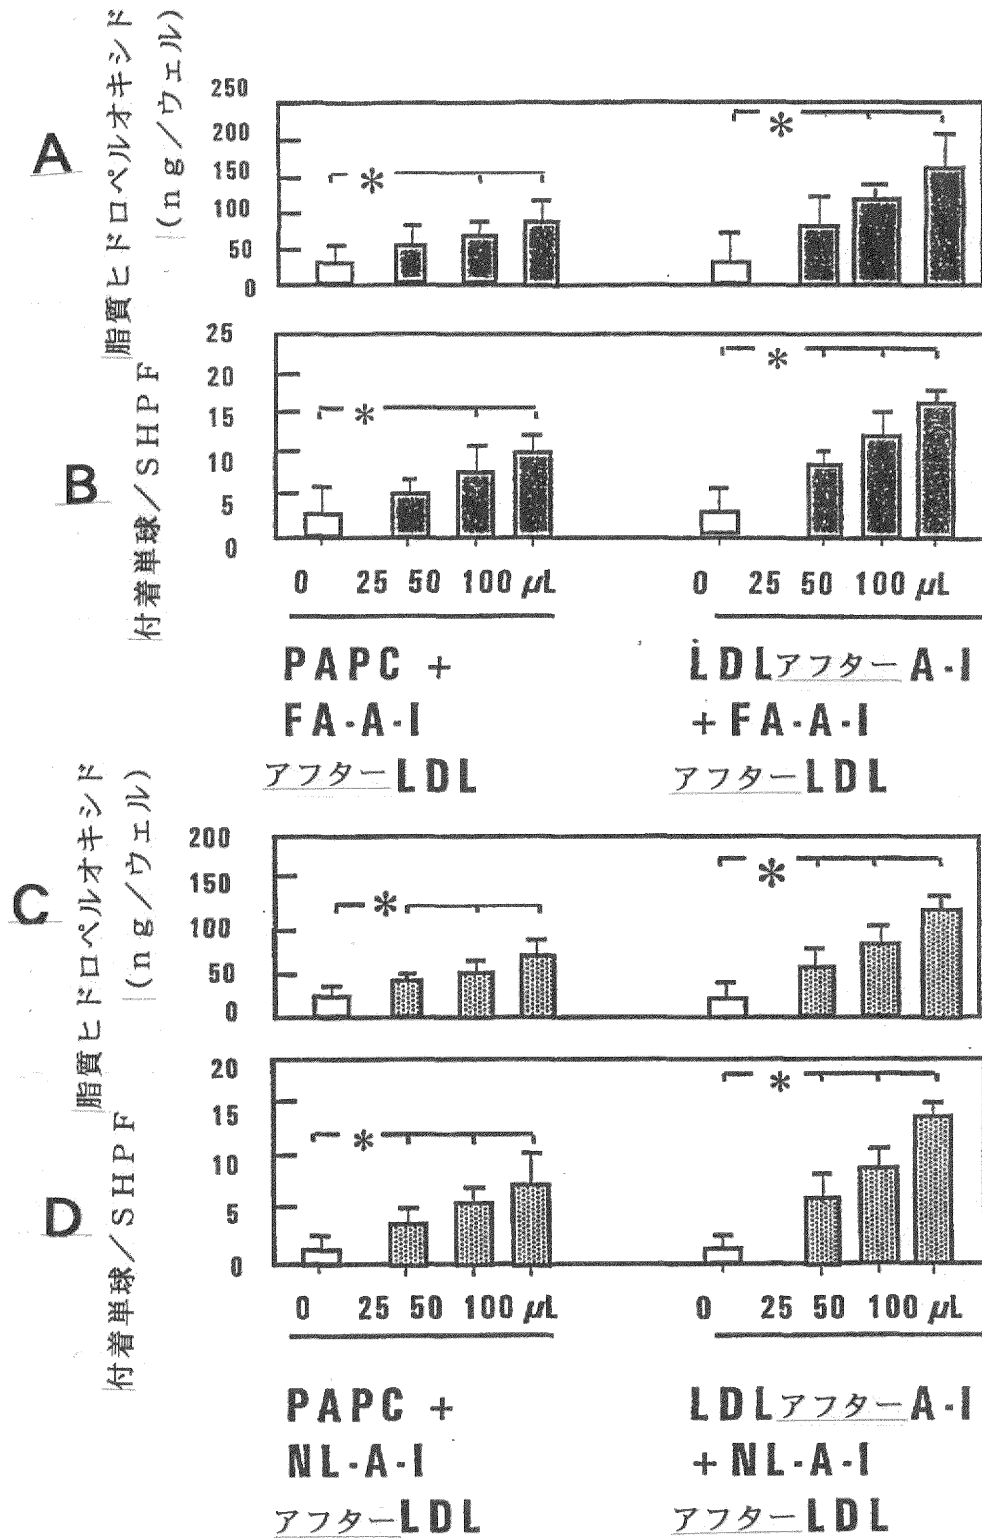 A
脂質ヒドロペルオキシド
(ng/ウェル)
250
200
150
100
50
0
*
*
B
付着単球/SHPF
25
20
15
10
5
0
*
*
0 25 50 100 μL
0 25 50 100 μL
PAPC +
FA-A-I
アフターLDL
LDLアフターA-I
+ FA-A-I
アフターLDL
C
脂質ヒドロペルオキシド
(ng/ウェル)
200
150
100
50
0
*
*
D
付着単球/SHPF
20
15
10
5
0
*
*
0 25 50 100 μL
0 25 50 100 μL
PAPC +
NL-A-I
アフターLDL
LDLアフターA-I
+ NL-A-I
アフターLDL